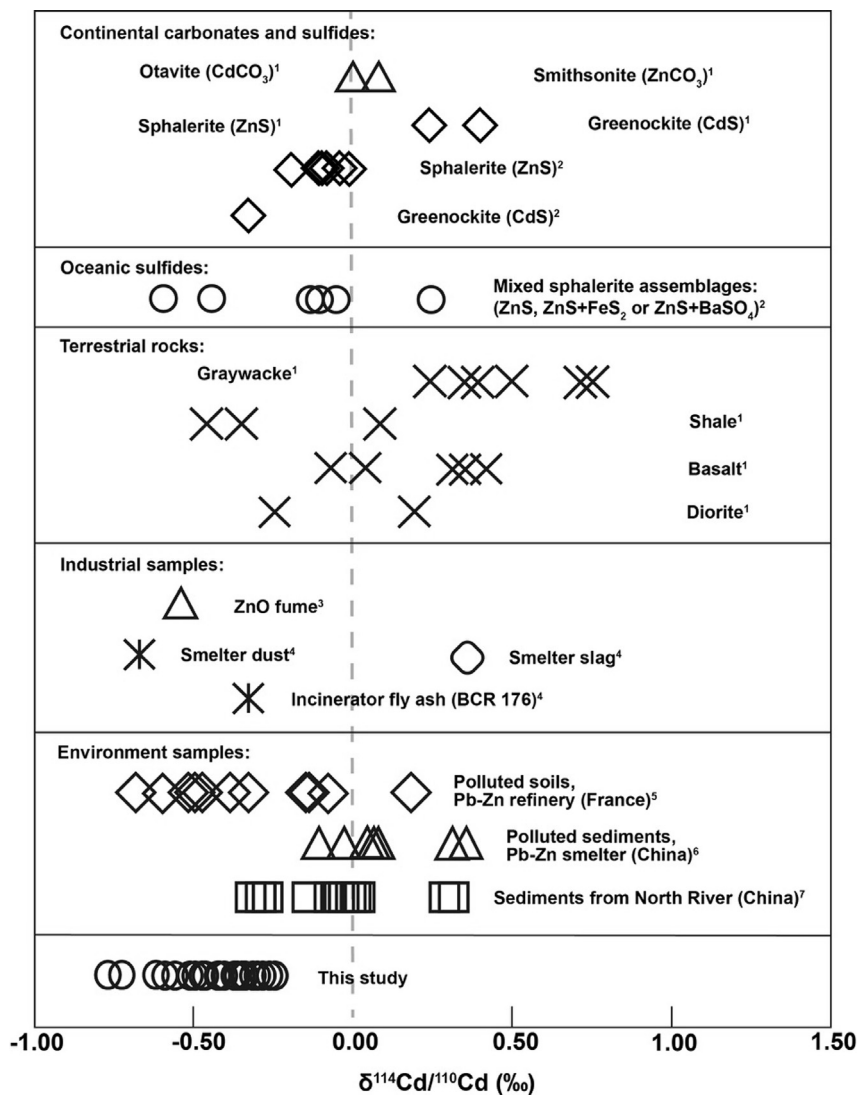 Continental carbonates and sulfides:
Otavite (CdCO₃)¹
Smithsonite (ZnCO₃)¹
Sphalerite (ZnS)¹
Greenockite (CdS)¹
Sphalerite (ZnS)²
Greenockite (CdS)²
Oceanic sulfides:
Mixed sphalerite assemblages:
(ZnS, ZnS+FeS₂ or ZnS+BaSO₄)²
Terrestrial rocks:
Graywacke¹
Shale¹
Basalt¹
Diorite¹
Industrial samples:
ZnO fume³
Smelter dust⁴
Smelter slag⁴
Incinerator fly ash (BCR 176)⁴
Environment samples:
Polluted soils,
Pb-Zn refinery (France)⁵
Polluted sediments,
Pb-Zn smelter (China)⁶
Sediments from North River (China)⁷
This study
-1.00 -0.50 0.00 0.50 1.00 1.50
δ¹¹⁴Cd/¹¹⁰Cd (‰)